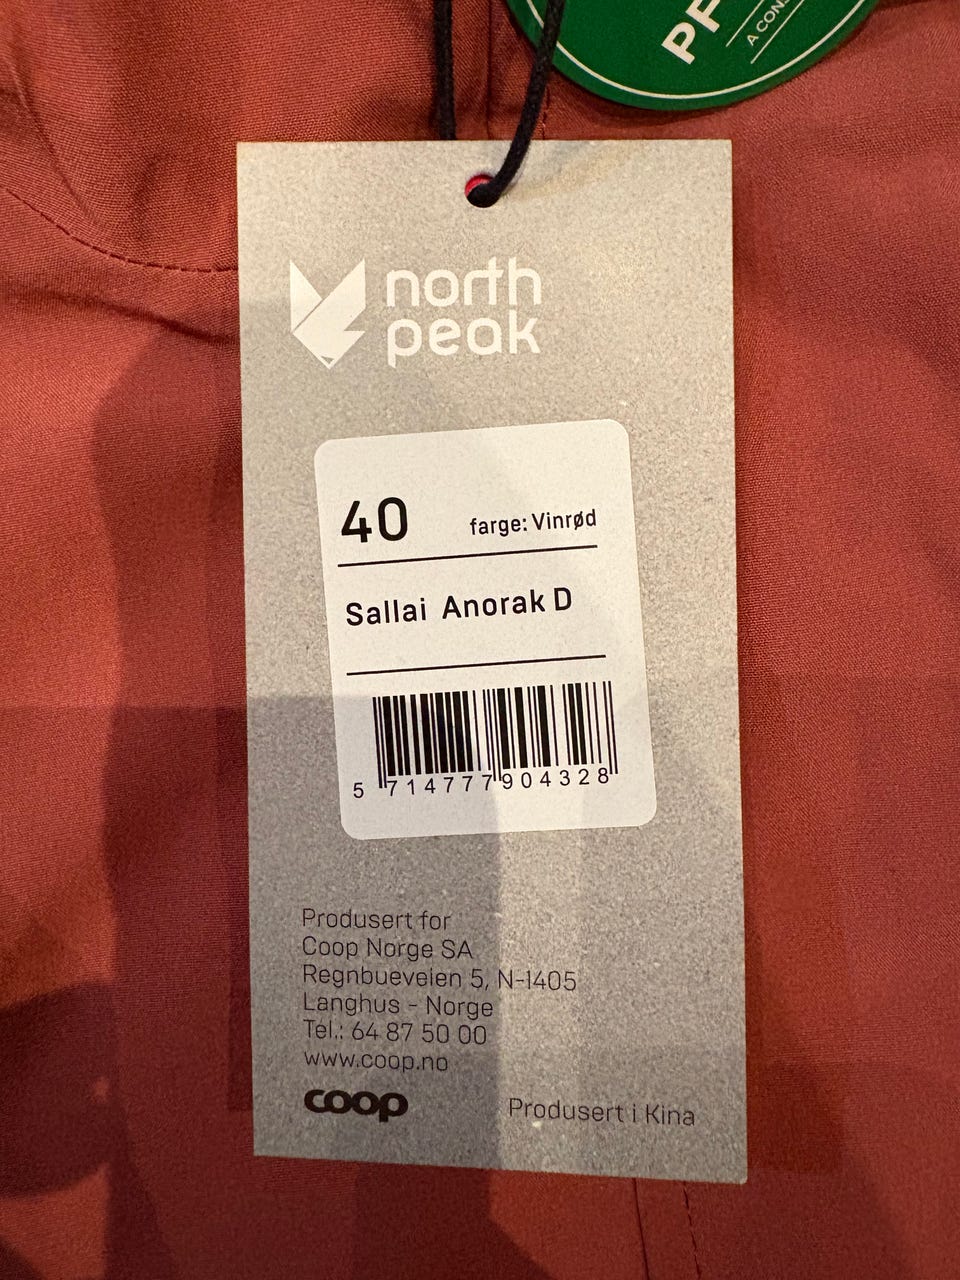 PF
A CON
north
peak
40 farge: Vinrød
Sallai Anorak D
5 714777 904328
Produsert for
Coop Norge SA
Regnbueveien 5, N-1405
Langhus - Norge
Tel.: 64 87 50 00
www.coop.no
coop
Produsert i Kina